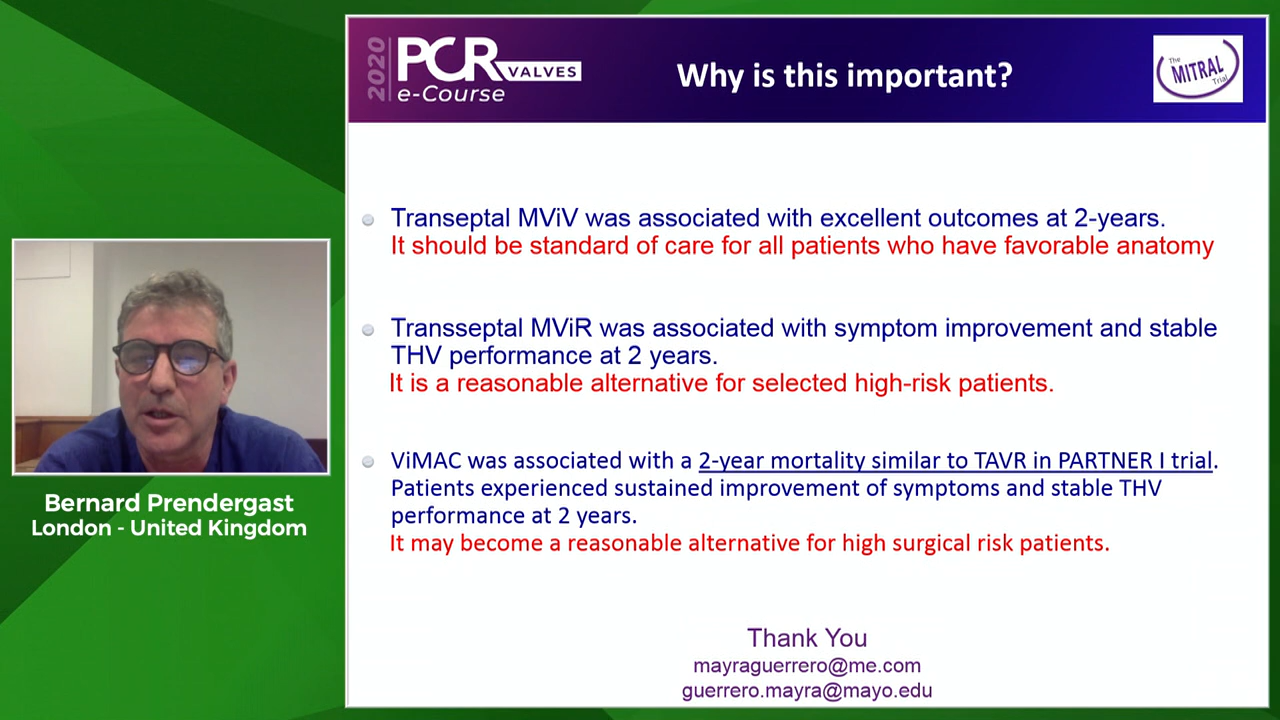 2020
PCR VALVES
e-Course
Why is this important?
The
MITRAL
Trial
Transeptal MViV was associated with excellent outcomes at 2-years.
It should be standard of care for all patients who have favorable anatomy
Transseptal MViR was associated with symptom improvement and stable
THV performance at 2 years.
It is a reasonable alternative for selected high-risk patients.
ViMAC was associated with a 2-year mortality similar to TAVR in PARTNER I trial.
Patients experienced sustained improvement of symptoms and stable THV
performance at 2 years.
It may become a reasonable alternative for high surgical risk patients.
Thank You
mayraguerrero@me.com
guerrero.mayra@mayo.edu
Bernard Prendergast
London - United Kingdom